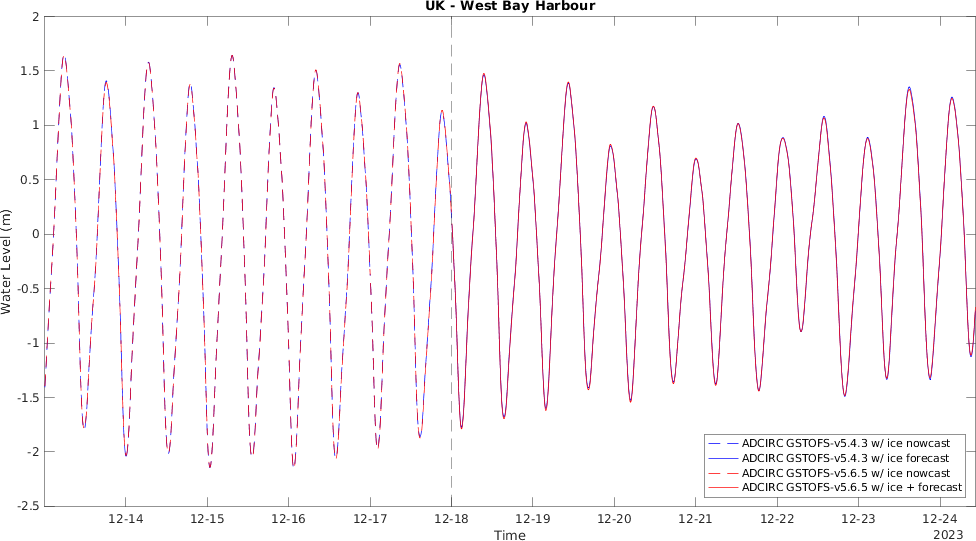 UK - West Bay Harbour
2
1.5
1
0.5
0
-0.5
-1
-1.5
-2
-2.5
Water Level (m)
12-14 12-15 12-16 12-17 12-18 12-19 12-20 12-21 12-22 12-23 12-24
Time
2023
ADCIRC GSTOFS-v5.4.3 w/ ice nowcast
ADCIRC GSTOFS-v5.4.3 w/ ice forecast
ADCIRC GSTOFS-v5.6.5 w/ ice nowcast
ADCIRC GSTOFS-v5.6.5 w/ ice + forecast